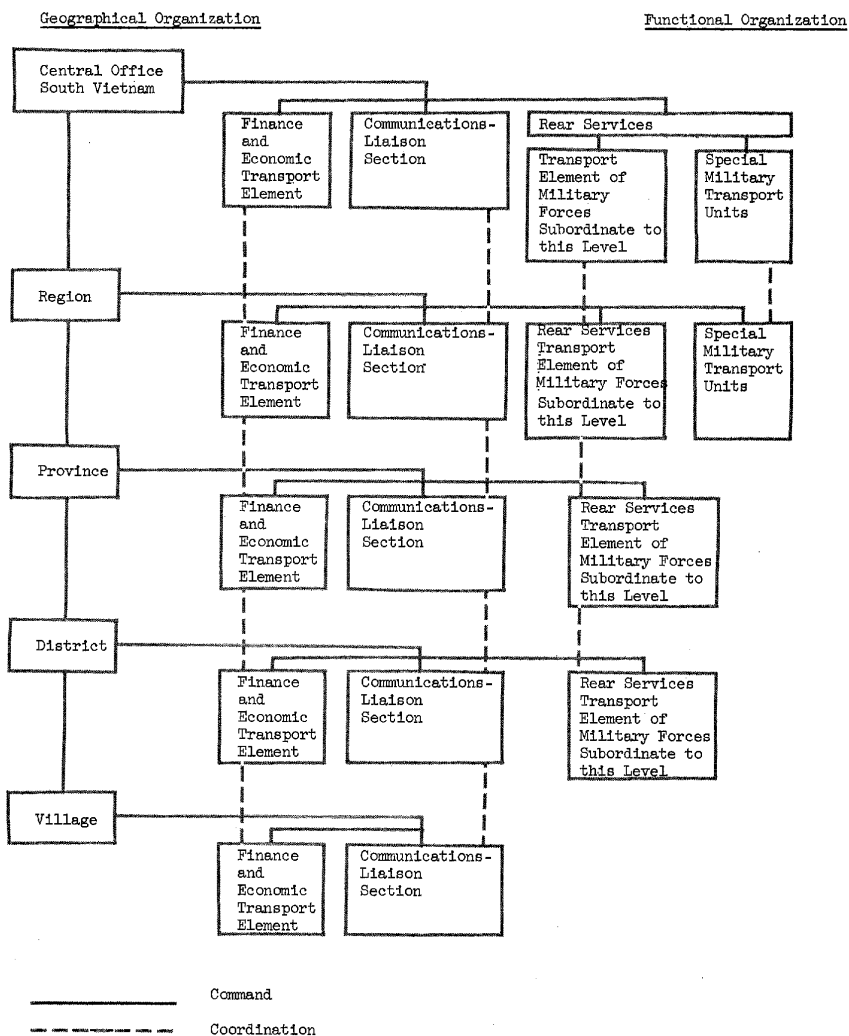 Geographical Organization
Functional Organization
Central Office
South Vietnam
Finance
and
Economic
Transport
Element
Communications-
Liaison
Section
Rear Services
Transport
Element of
Military
Forces
Subordinate to
this Level
Special
Military
Transport
Units
Region
Finance
and
Economic
Transport
Element
Communications-
Liaison
Section
Rear Services
Transport
Element of
Military Forces
Subordinate to
this Level
Special
Military
Transport
Units
Province
Finance
and
Economic
Transport
Element
Communications-
Liaison
Section
Rear Services
Transport
Element of
Military Forces
Subordinate to
this Level
District
Finance
and
Economic
Transport
Element
Communications-
Liaison
Section
Rear Services
Transport
Element of
Military Forces
Subordinate to
this Level
Village
Finance
and
Economic
Transport
Element
Communications-
Liaison
Section
Command
Coordination